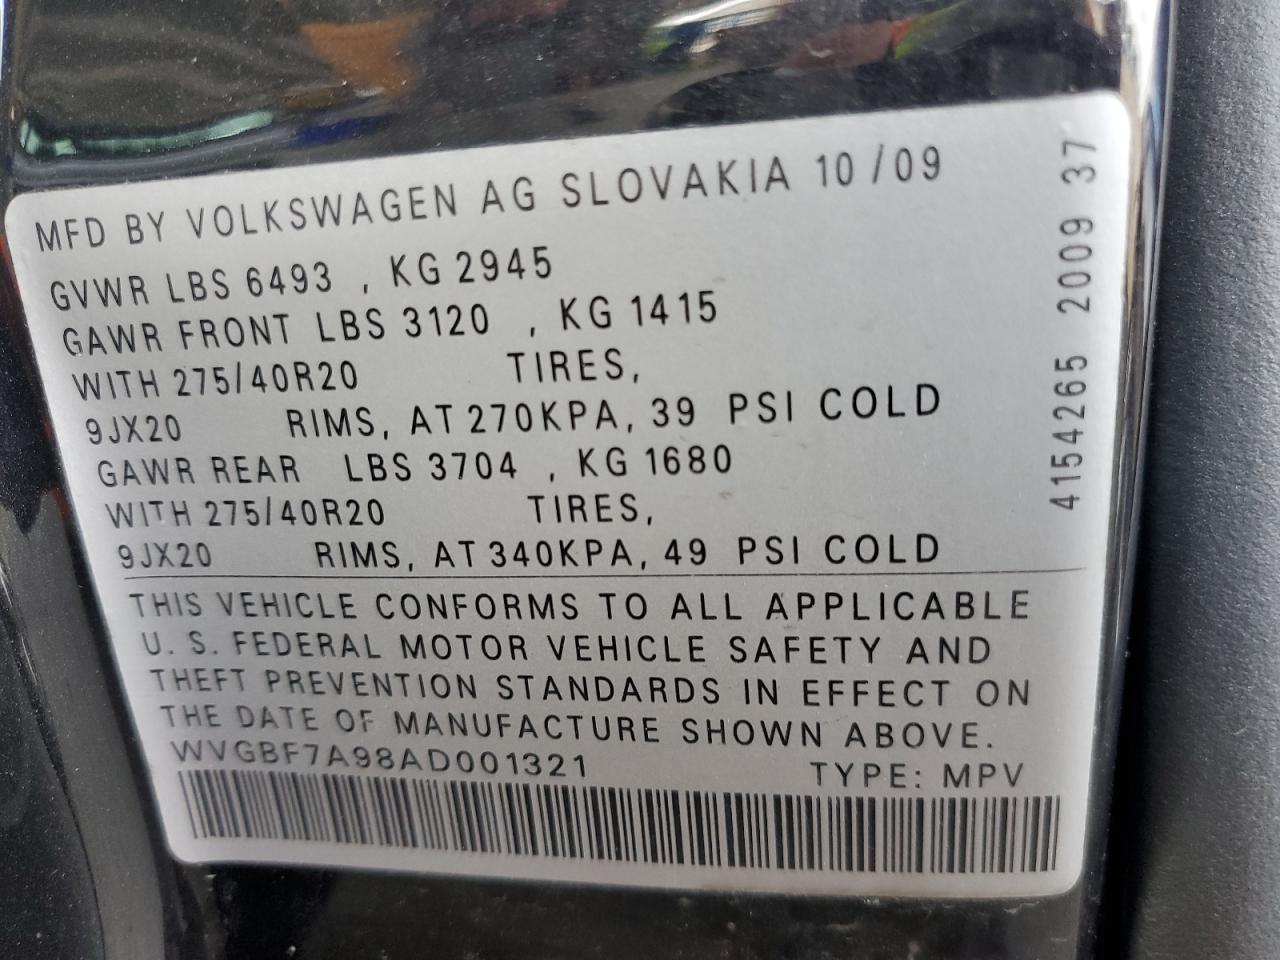 MFD BY VOLKSWAGEN AG SLOVAKIA 10/09
GVWR LBS 6493 , KG 2945
GAWR FRONT LBS 3120 , KG 1415
WITH 275/40R20 TIRES,
9JX20 RIMS, AT 270KPA, 39 PSI COLD
GAWR REAR LBS 3704 , KG 1680
WITH 275/40R20 TIRES,
9JX20 RIMS, AT 340KPA, 49 PSI COLD
THIS VEHICLE CONFORMS TO ALL APPLICABLE
U. S. FEDERAL MOTOR VEHICLE SAFETY AND
THEFT PREVENTION STANDARDS IN EFFECT ON
THE DATE OF MANUFACTURE SHOWN ABOVE.
WVGBF7A98AD001321 TYPE: MPV
4154265 2009 37